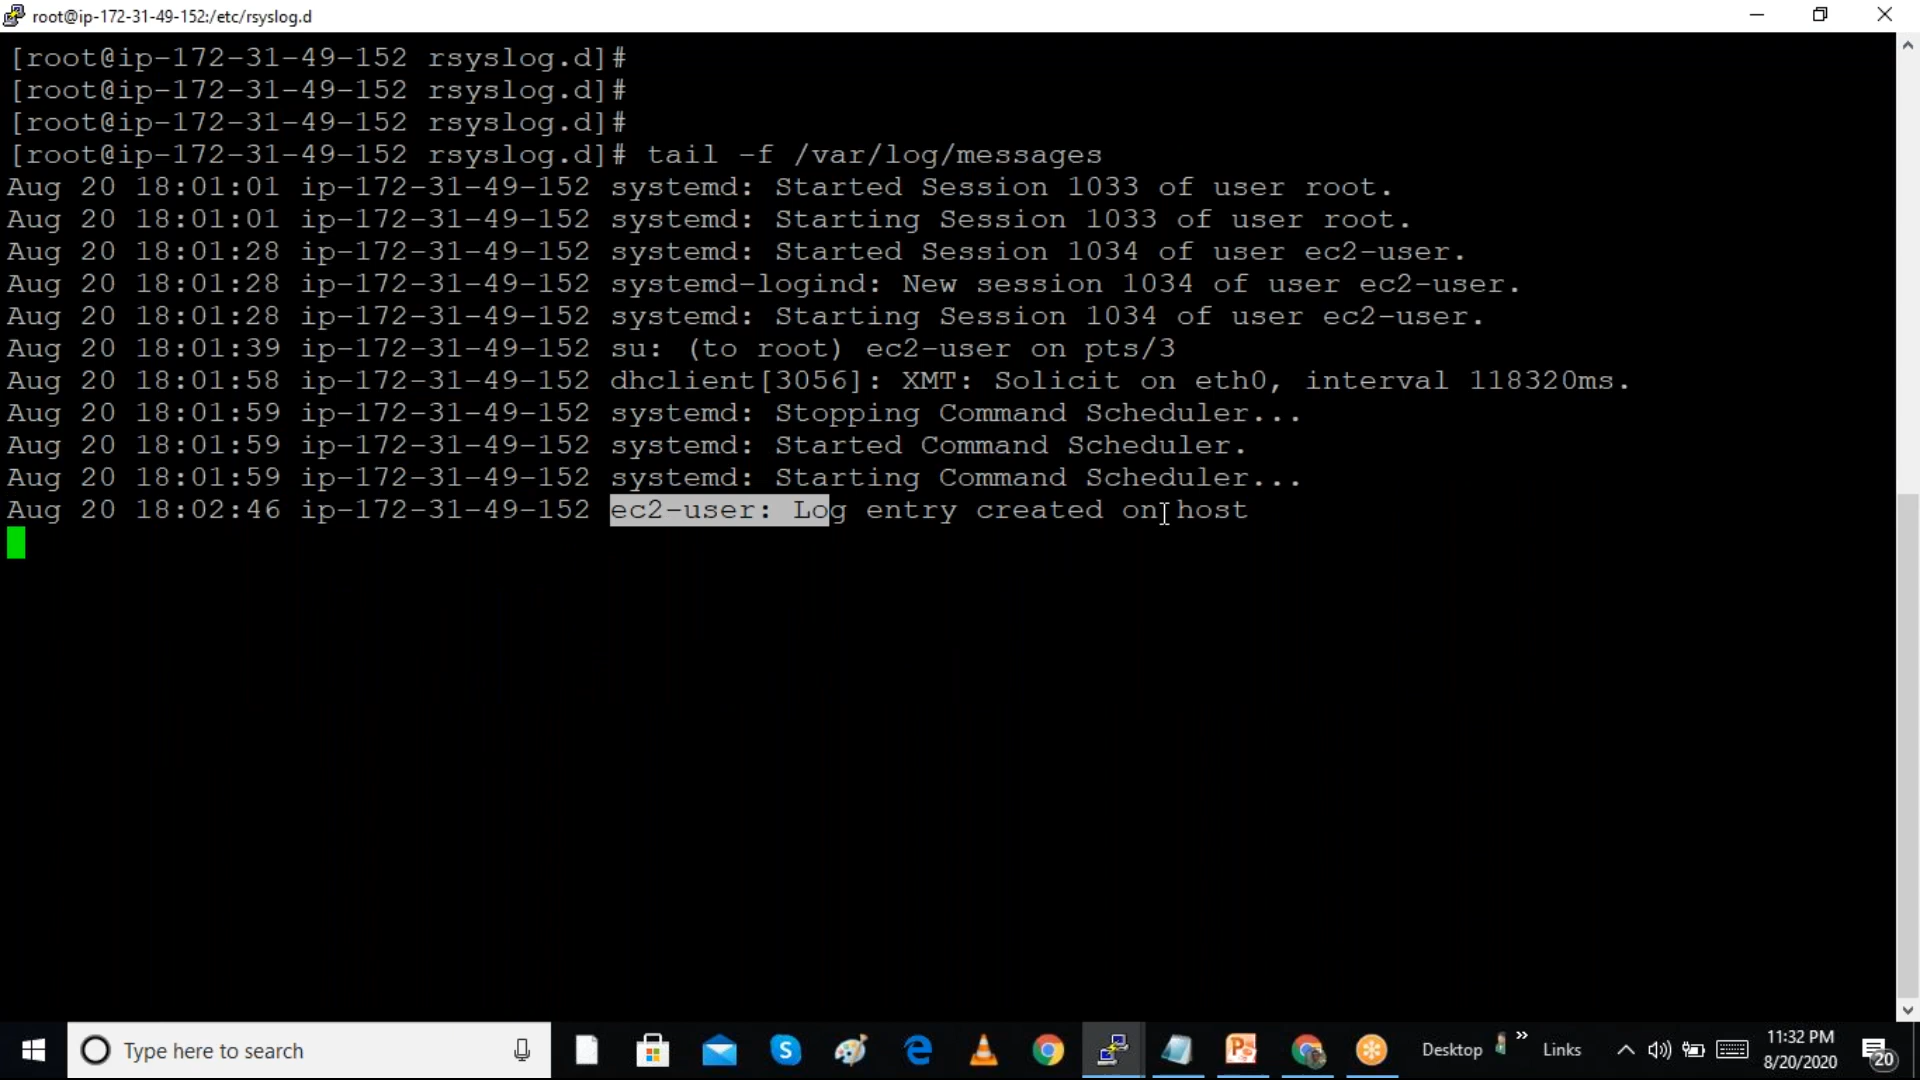 root@ip-172-31-49-152:/etc/rsyslog.d
[root@ip-172-31-49-152 rsyslog.d]#
[root@ip-172-31-49-152 rsyslog.d]#
[root@ip-172-31-49-152 rsyslog.d]#
[root@ip-172-31-49-152 rsyslog.d]# tail -f /var/log/messages
Aug 20 18:01:01 ip-172-31-49-152 systemd: Started Session 1033 of user root.
Aug 20 18:01:01 ip-172-31-49-152 systemd: Starting Session 1033 of user root.
Aug 20 18:01:28 ip-172-31-49-152 systemd: Started Session 1034 of user ec2-user.
Aug 20 18:01:28 ip-172-31-49-152 systemd-logind: New session 1034 of user ec2-user.
Aug 20 18:01:28 ip-172-31-49-152 systemd: Starting Session 1034 of user ec2-user.
Aug 20 18:01:39 ip-172-31-49-152 su: (to root) ec2-user on pts/3
Aug 20 18:01:58 ip-172-31-49-152 dhclient[3056]: XMT: Solicit on eth0, interval 118320ms.
Aug 20 18:01:59 ip-172-31-49-152 systemd: Stopping Command Scheduler...
Aug 20 18:01:59 ip-172-31-49-152 systemd: Started Command Scheduler.
Aug 20 18:01:59 ip-172-31-49-152 systemd: Starting Command Scheduler...
Aug 20 18:02:46 ip-172-31-49-152 ec2-user: Log entry created on host
Type here to search
Desktop
Links
11:32 PM
8/20/2020
20